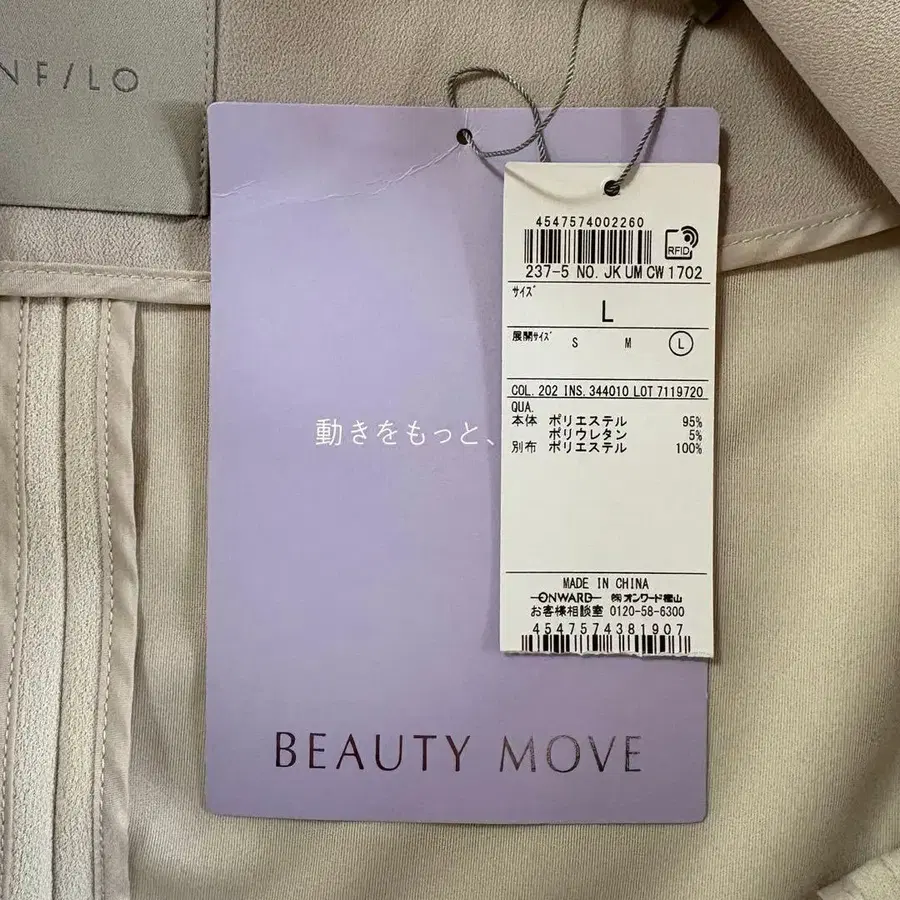 NF/LO
4547574002260
RFID
237-5 NO. JK UM CW 1702
サイズ
L
展開サイズ S M L
COL. 202 INS. 344010 LOT 7119720
QUA.
本体 ポリエステル 95%
ポリウレタン 5%
別布 ポリエステル 100%
動きをもっと、
MADE IN CHINA
ONWARD ㈱オンワード樫山
お客様相談室 0120-58-6300
4547574381907
BEAUTY MOVE